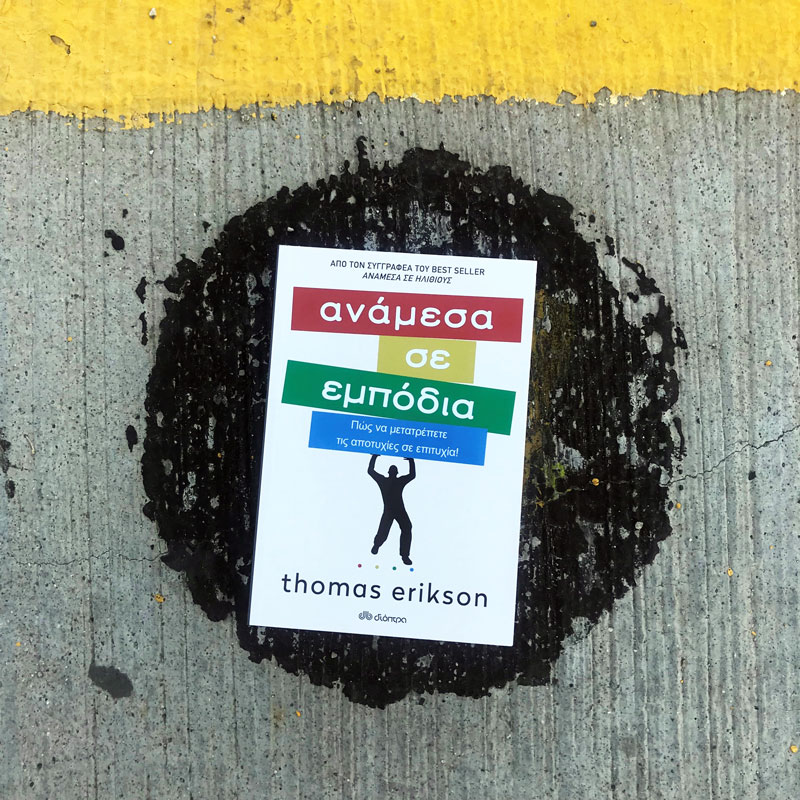 ΑΠΟ ΤΟΝ ΣΥΓΓΡΑΦΕΑ ΤΟΥ BEST SELLER
ΑΝΑΜΕΣΑ ΣΕ ΗΛΙΘΙΟΥΣ
ανάμεσα
σε
εμπόδια
Πώς να μετατρέπετε
τις αποτυχίες σε επιτυχία!
thomas erikson
διόπτρα